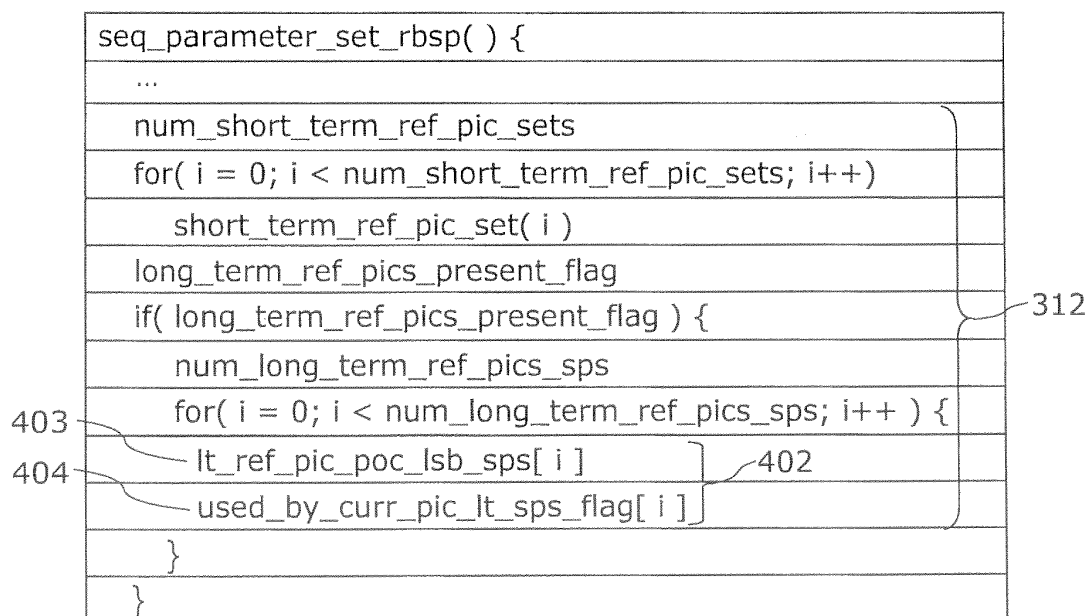 seq_parameter_set_rbsp( ) {
...
num_short_term_ref_pic_sets
for( i = 0; i < num_short_term_ref_pic_sets; i++)
short_term_ref_pic_set( i )
long_term_ref_pics_present_flag
if( long_term_ref_pics_present_flag ) {
312
num_long_term_ref_pics_sps
for( i = 0; i < num_long_term_ref_pics_sps; i++ ) {
403
lt_ref_pic_poc_lsb_sps[ i ]
402
404
used_by_curr_pic_lt_sps_flag[ i ]
}
}